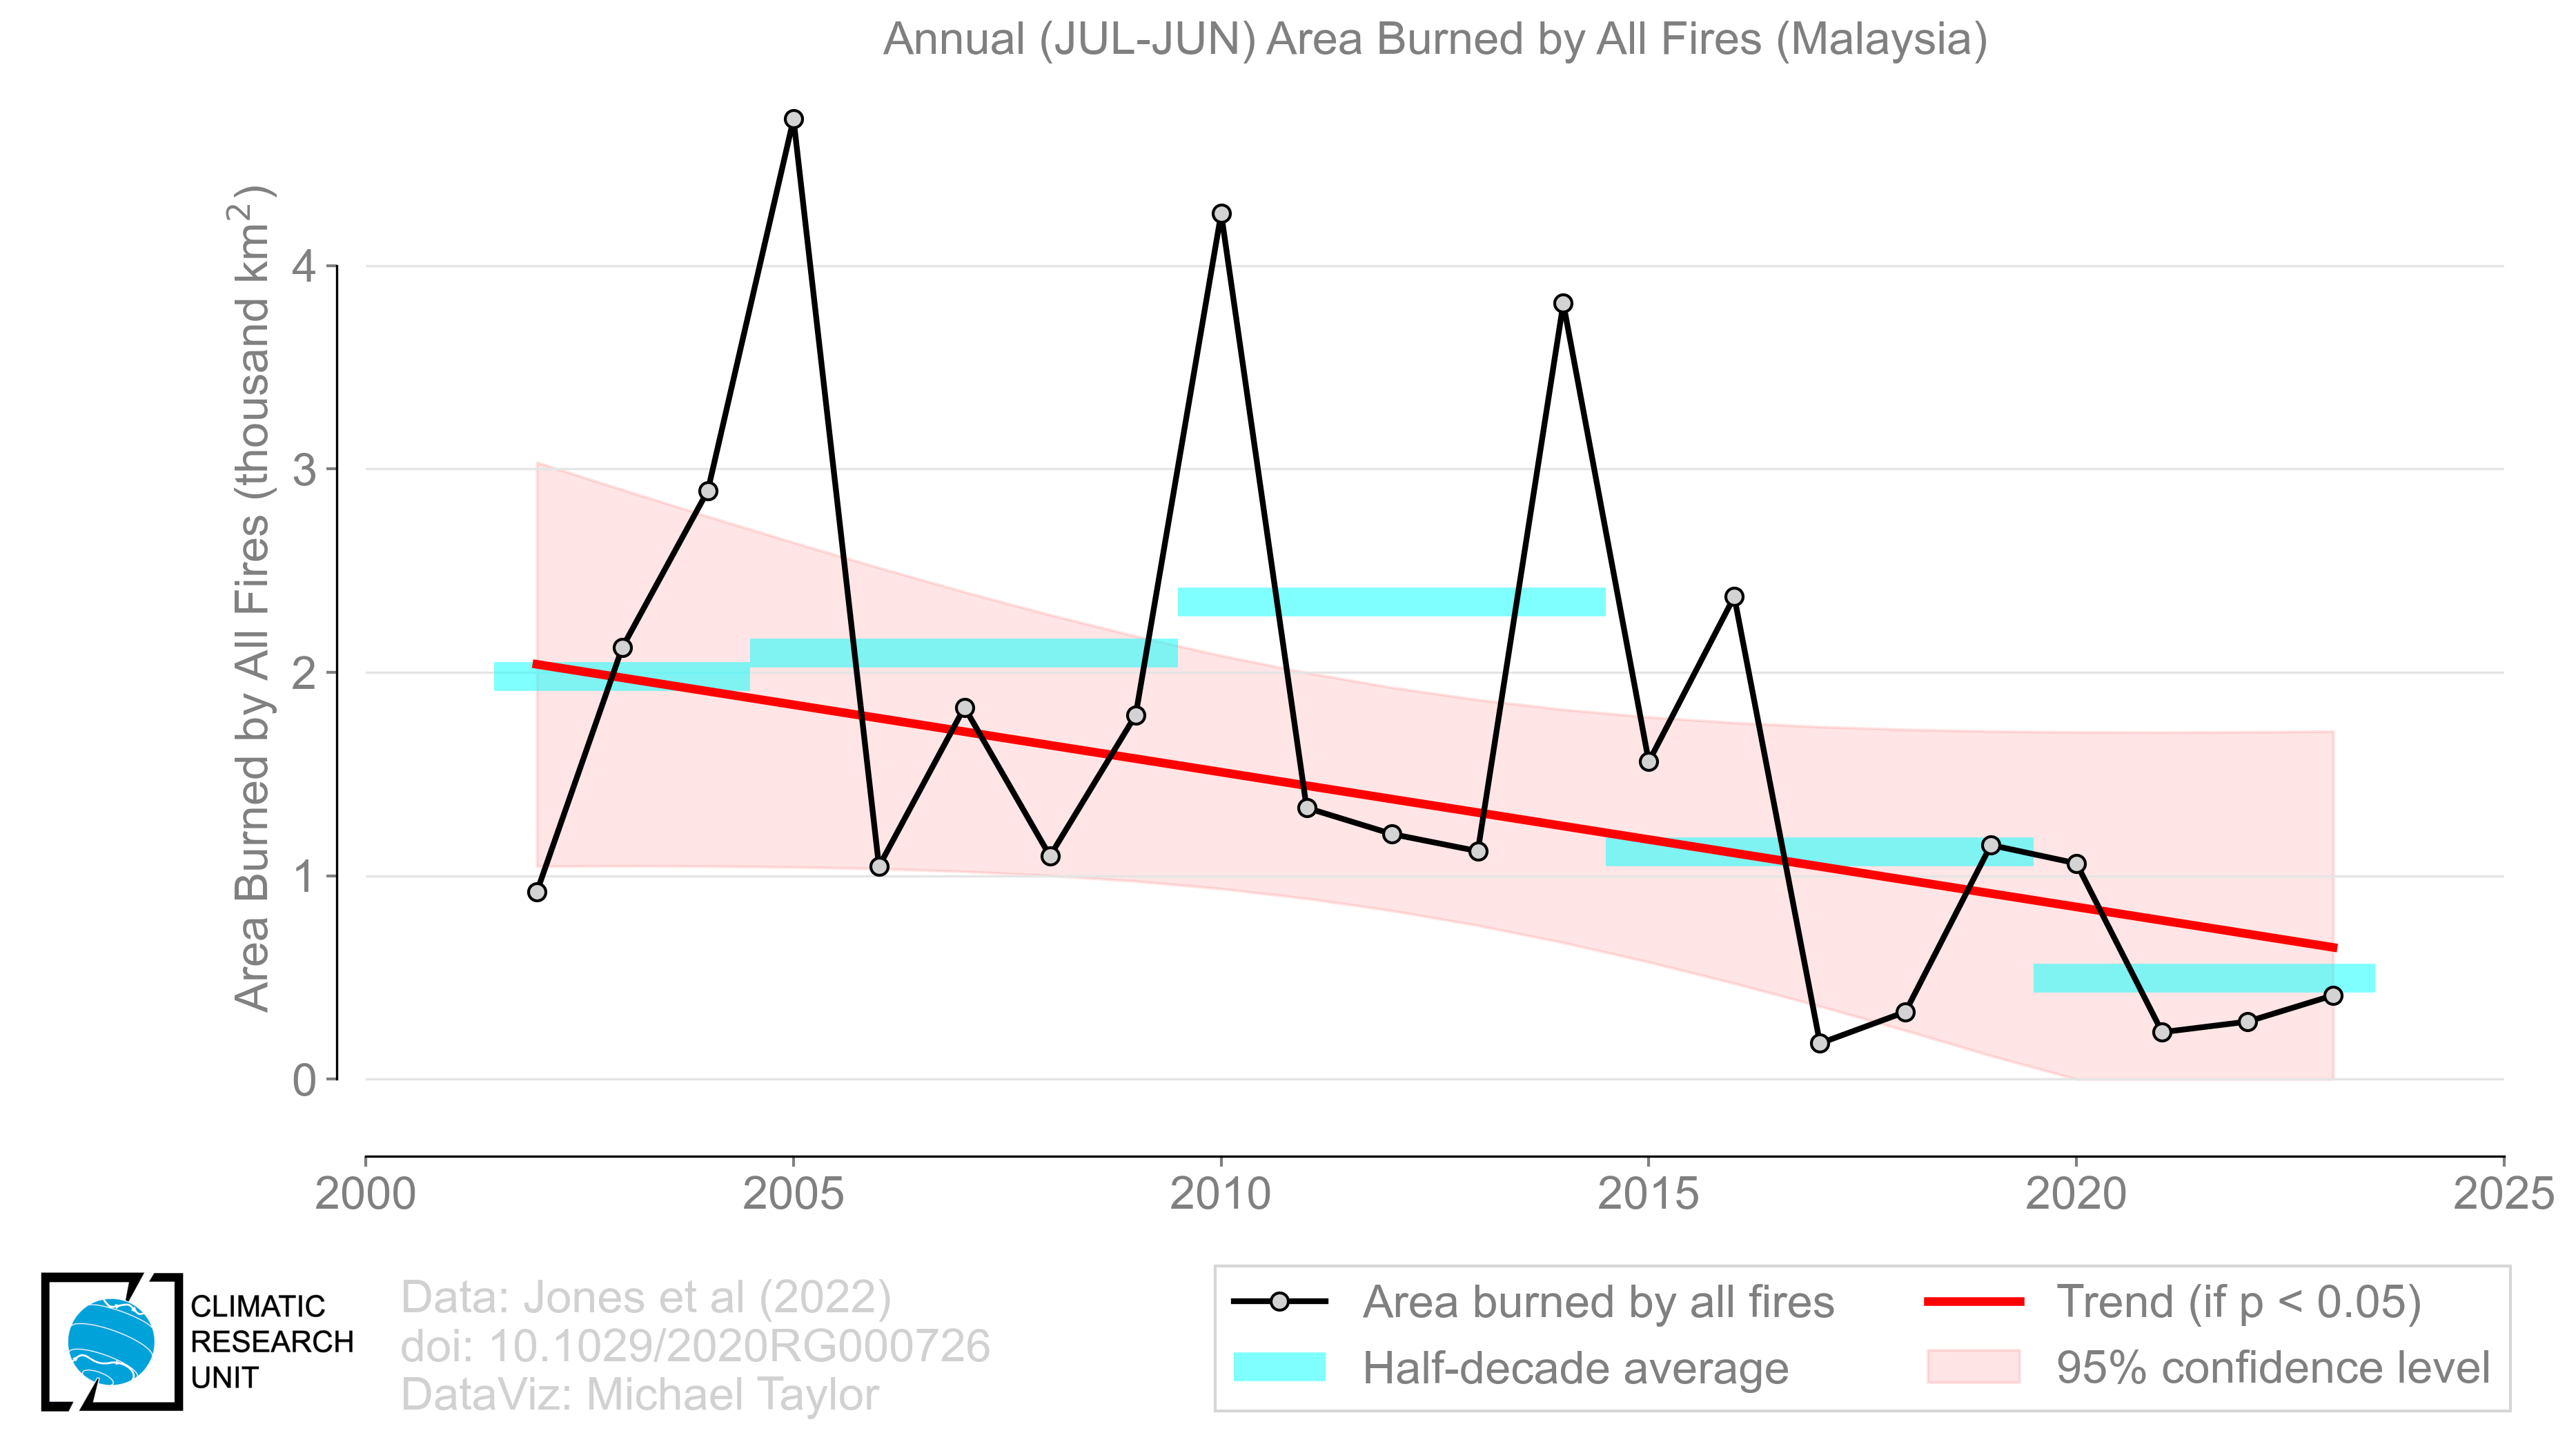 Annual (JUL-JUN) Area Burned by All Fires (Malaysia)
Area Burned by All Fires (thousand km²)
4
3
2
1
0
2000
2005
2010
2015
2020
2025
CLIMATIC
RESEARCH
UNIT
Data: Jones et al (2022)
doi: 10.1029/2020RG000726
DataViz: Michael Taylor
Area burned by all fires
Half-decade average
Trend (if p < 0.05)
95% confidence level